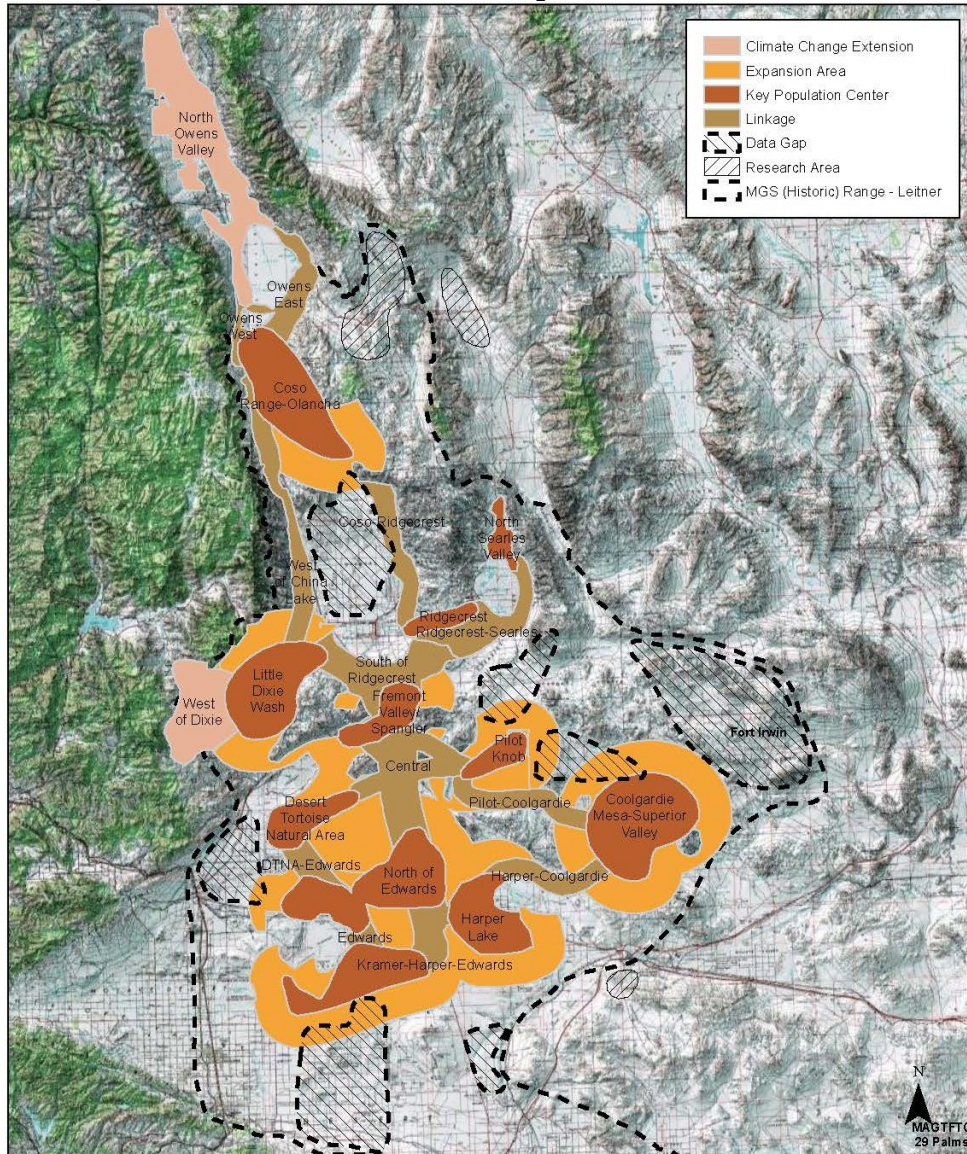 Climate Change Extension
Expansion Area
Key Population Center
Linkage
Data Gap
Research Area
MGS (Historic) Range - Leitner
North
Owens
Valley
Owens
East
Owens
West
Coso
Range-Olancha
Coso-Ridgecrest
North
Searles
Valley
West
of China
Lake
Ridgecrest
Ridgecrest-Searles
South of
Ridgecrest
Little
Dixie
Wash
West
of Dixie
Fremont
Valley
Spangler
Fort Irwin
Central
Pilot
Knob
Pilot-Coolgardie
Coolgardie
Mesa-Superior
Valley
Desert
Tortoise
Natural Area
DTNA-Edwards
North of
Edwards
Harper-Coolgardie
Harper
Lake
Edwards
Kramer-Harper-Edwards
N
MAGTFTC
29 Palms